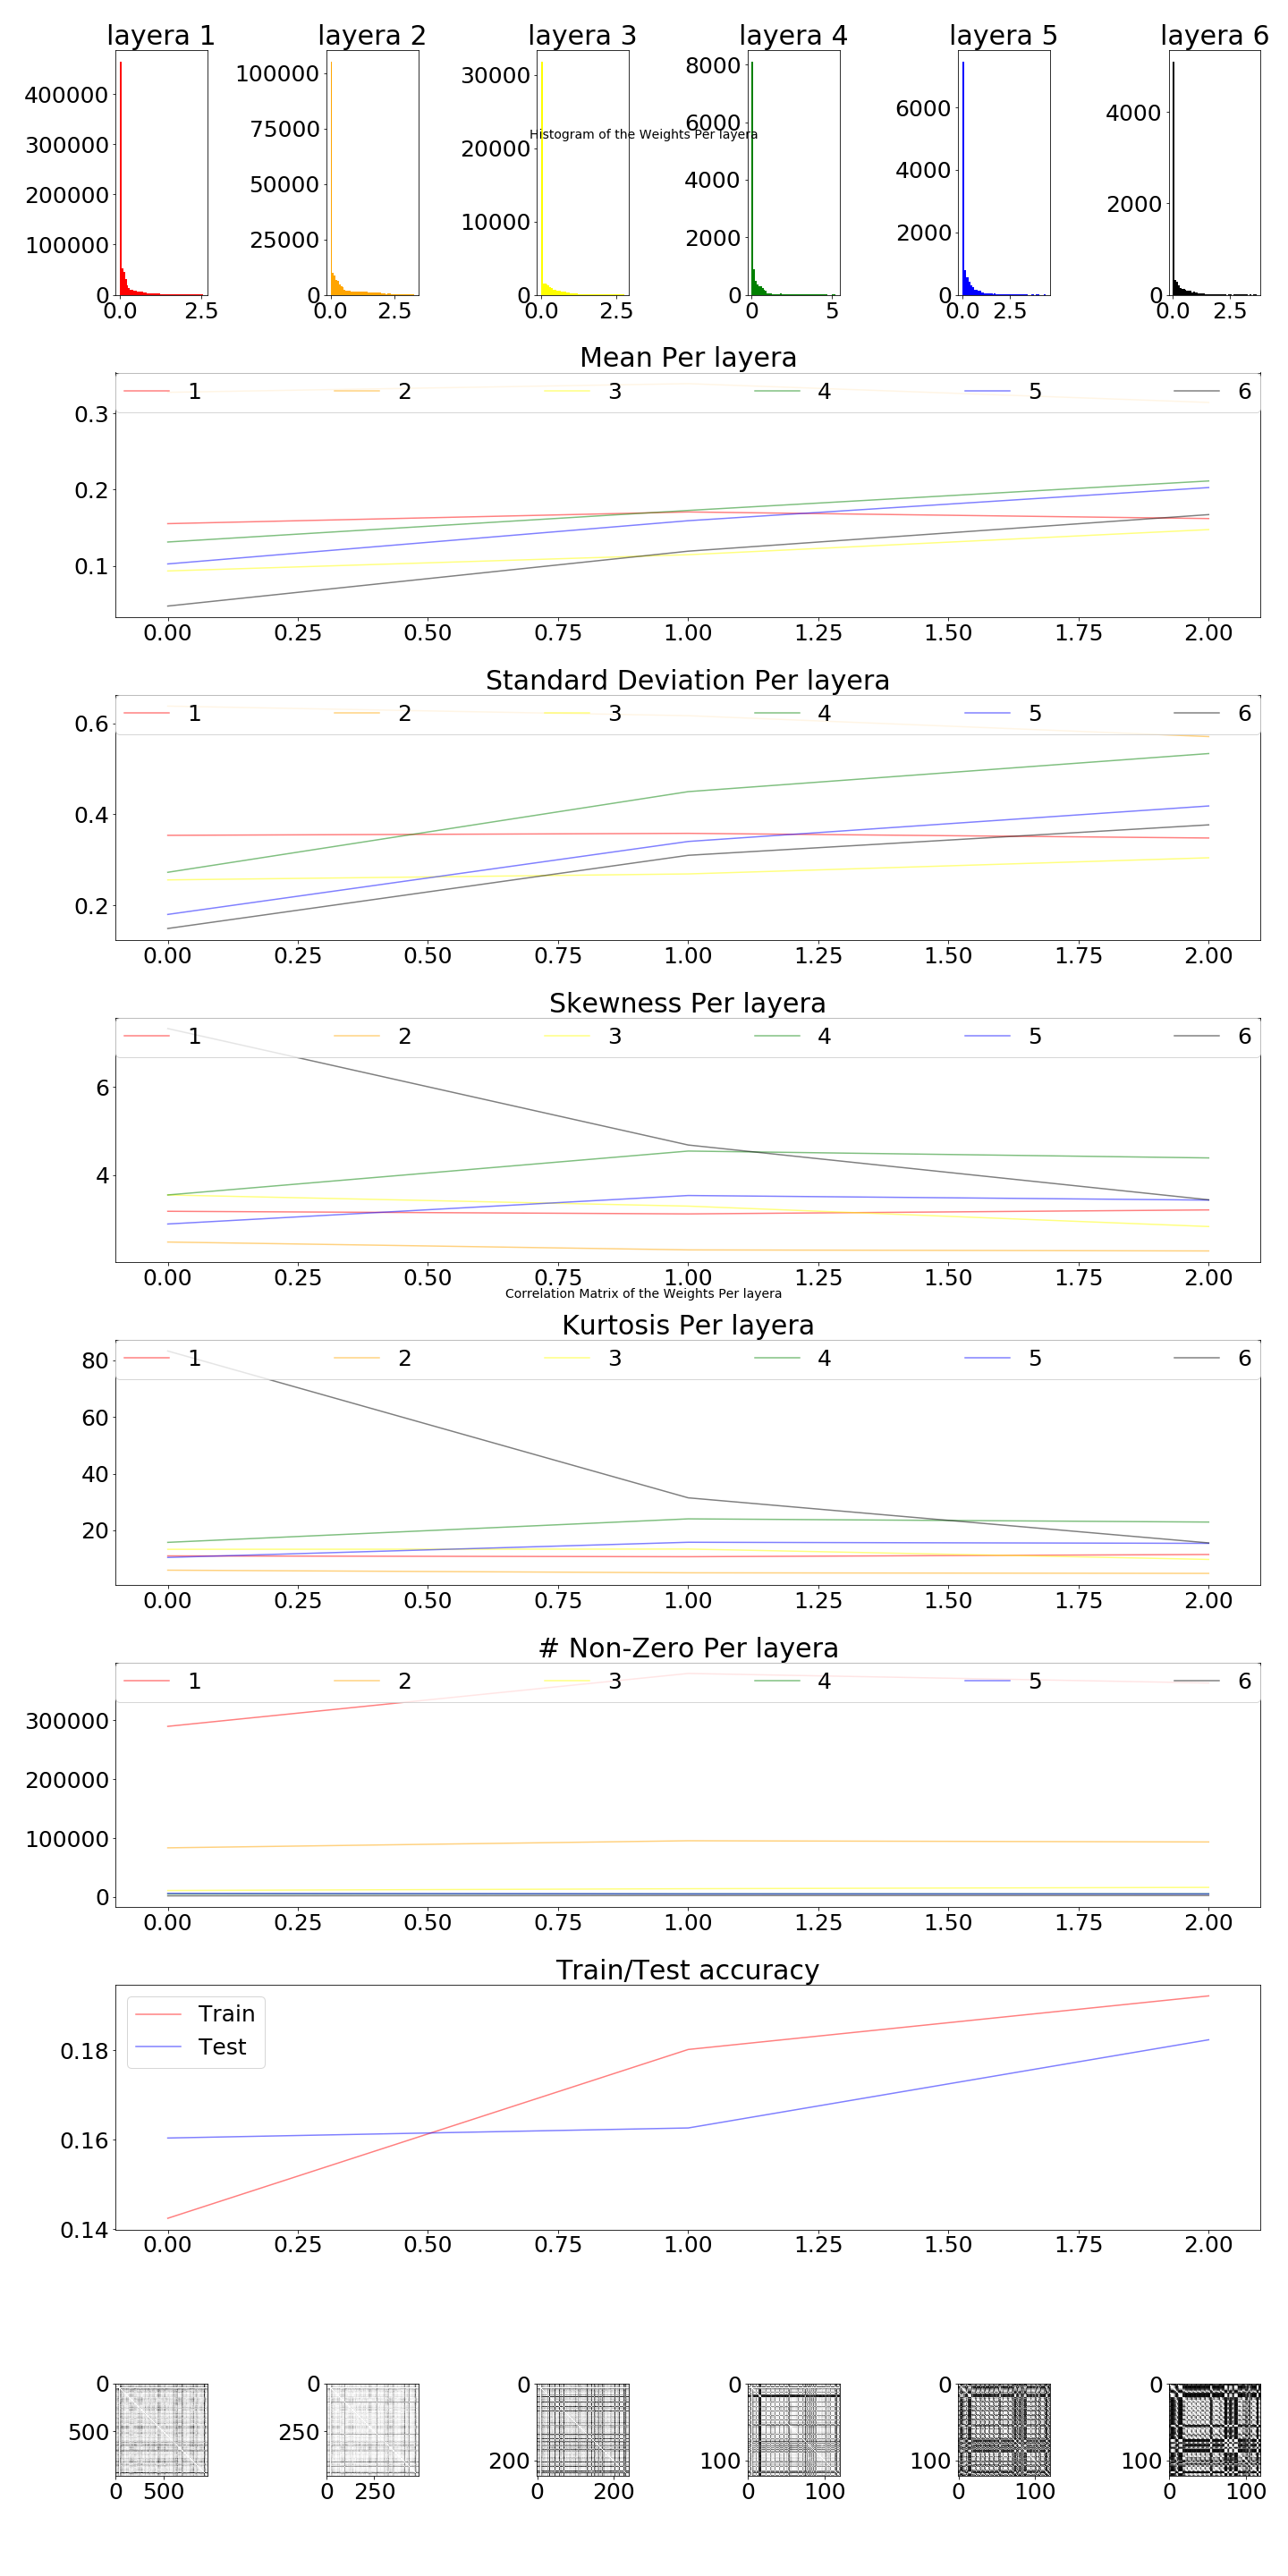 layera 1 layera 2 layera 3 layera 4 layera 5 layera 6
400000 300000 200000 100000 0
0.0 2.5
100000 75000 50000 25000 0
0.0 2.5
30000 20000 10000 0
0.0 2.5
8000 6000 4000 2000 0
0 5
6000 4000 2000 0
0.0 2.5
4000 2000 0
0.0 2.5
Histogram of the Weights Per layera
Mean Per layera
1 2 3 4 5 6
0.3
0.2
0.1
0.00 0.25 0.50 0.75 1.00 1.25 1.50 1.75 2.00
Standard Deviation Per layera
1 2 3 4 5 6
0.6
0.4
0.2
0.00 0.25 0.50 0.75 1.00 1.25 1.50 1.75 2.00
Skewness Per layera
1 2 3 4 5 6
6
4
0.00 0.25 0.50 0.75 1.00 1.25 1.50 1.75 2.00
Correlation Matrix of the Weights Per layera
Kurtosis Per layera
1 2 3 4 5 6
80
60
40
20
0.00 0.25 0.50 0.75 1.00 1.25 1.50 1.75 2.00
# Non-Zero Per layera
1 2 3 4 5 6
300000
200000
100000
0
0.00 0.25 0.50 0.75 1.00 1.25 1.50 1.75 2.00
Train/Test accuracy
Train
Test
0.18
0.16
0.14
0.00 0.25 0.50 0.75 1.00 1.25 1.50 1.75 2.00
0 500
0 500
0 250
0 250
0 200
0 200
0 100
0 100
0 100
0 100
0 100
0 100